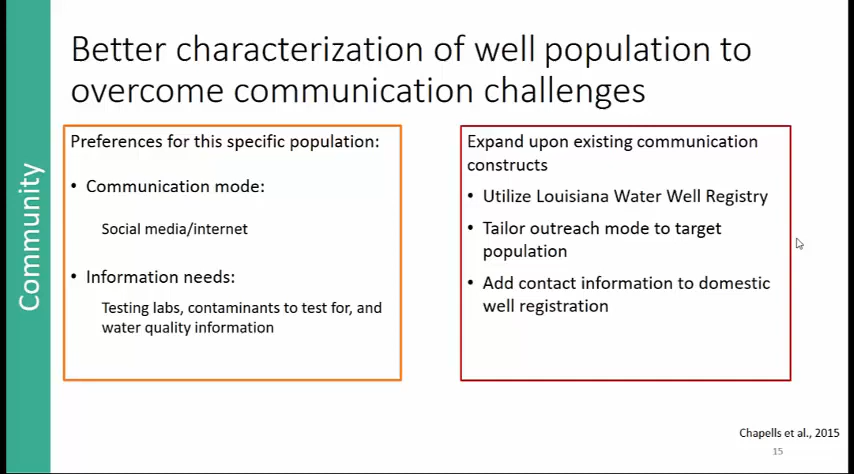 Better characterization of well population to
overcome communication challenges
Community
Preferences for this specific population:
• Communication mode:
Social media/internet
• Information needs:
Testing labs, contaminants to test for, and
water quality information
Expand upon existing communication
constructs
• Utilize Louisiana Water Well Registry
• Tailor outreach mode to target
population
• Add contact information to domestic
well registration
Chapells et al., 2015
15